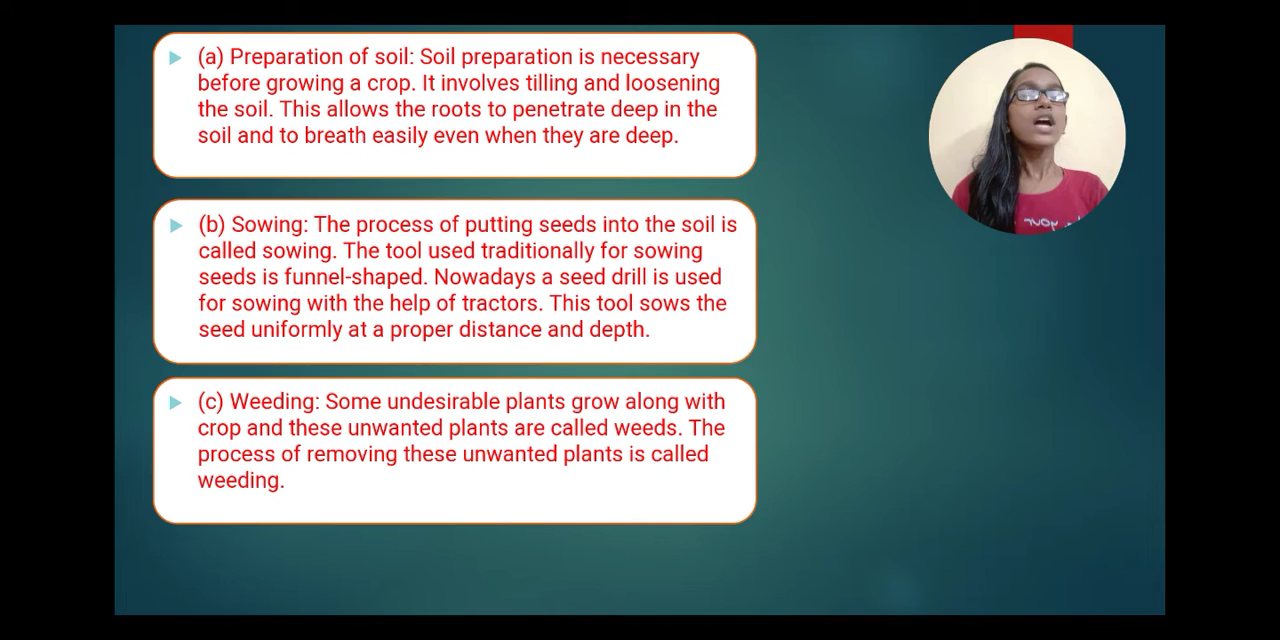 (a) Preparation of soil: Soil preparation is necessary
before growing a crop. It involves tilling and loosening
the soil. This allows the roots to penetrate deep in the
soil and to breath easily even when they are deep.
(b) Sowing: The process of putting seeds into the soil is
called sowing. The tool used traditionally for sowing
seeds is funnel-shaped. Nowadays a seed drill is used
for sowing with the help of tractors. This tool sows the
seed uniformly at a proper distance and depth.
(c) Weeding: Some undesirable plants grow along with
crop and these unwanted plants are called weeds. The
process of removing these unwanted plants is called
weeding.